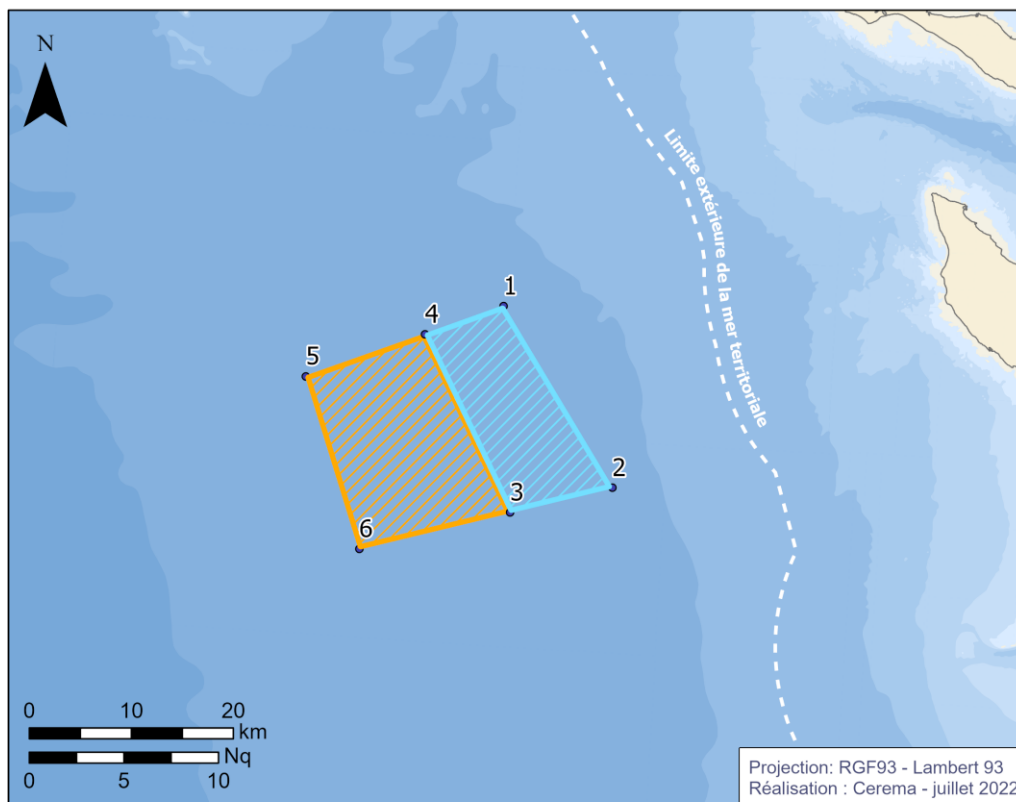 N
Limite extérieure de la mer territoriale
1
4
5
2
3
6
0 10 20
km
Nq
0 5 10
Projection: RGF93 - Lambert 93
Réalisation : Cerema - juillet 2022